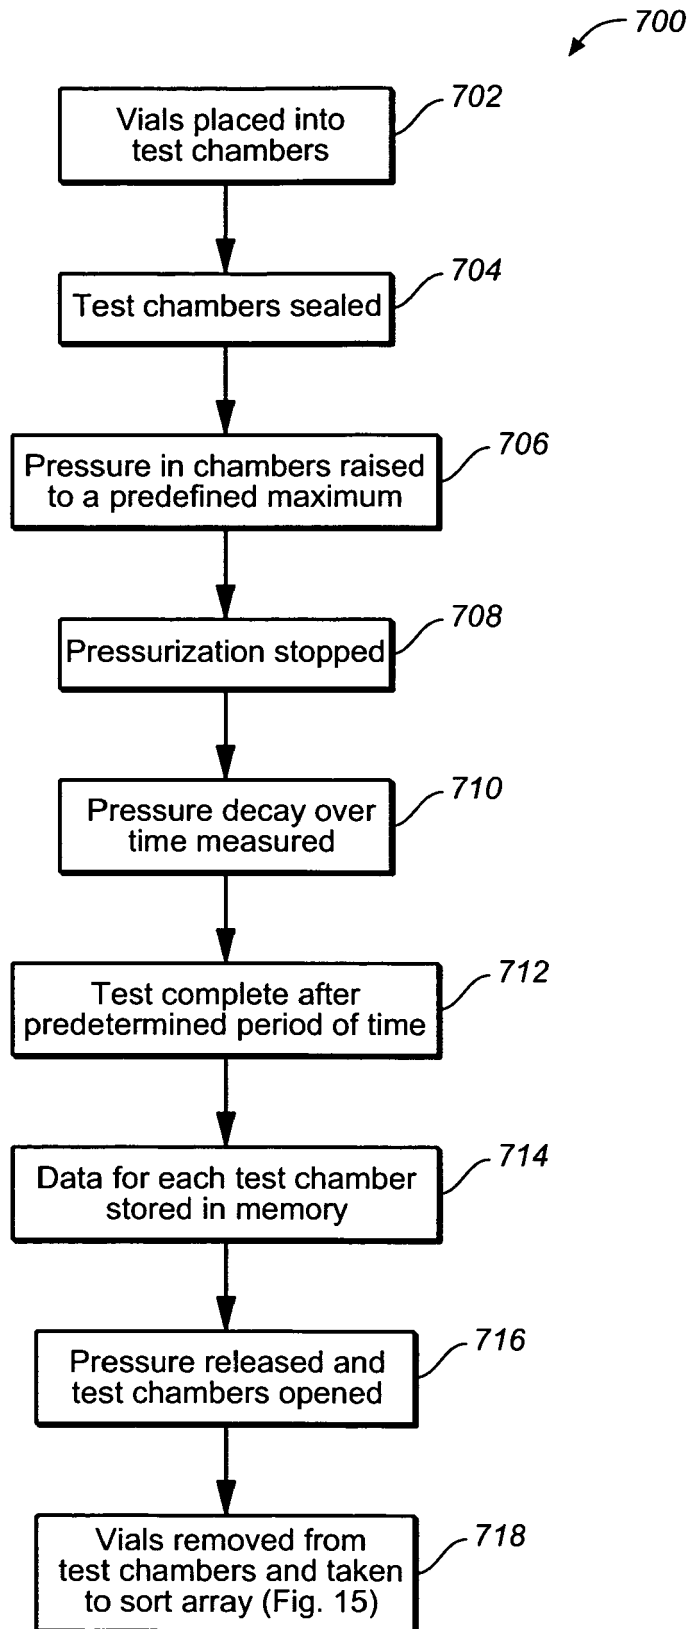 700
702
Vials placed into
test chambers
704
Test chambers sealed
706
Pressure in chambers raised
to a predefined maximum
708
Pressurization stopped
710
Pressure decay over
time measured
712
Test complete after
predetermined period of time
714
Data for each test chamber
stored in memory
716
Pressure released and
test chambers opened
718
Vials removed from
test chambers and taken
to sort array (Fig. 15)